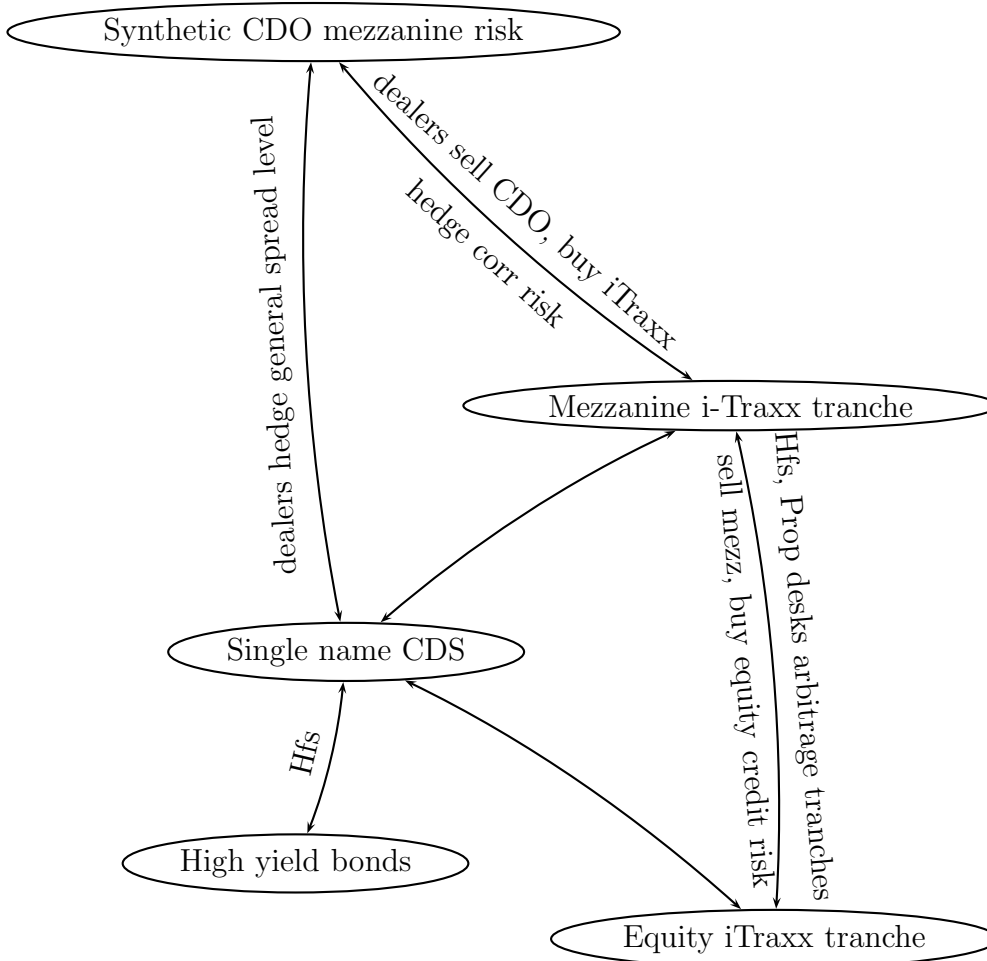 Synthetic CDO mezzanine risk
dealers sell CDO, buy iTraxx
hedge corr risk
dealers hedge general spread level
Mezzanine i-Traxx tranche
Hfs, Prop desks arbitrage tranches
sell mezz, buy equity credit risk
Single name CDS
Hfs
High yield bonds
Equity iTraxx tranche